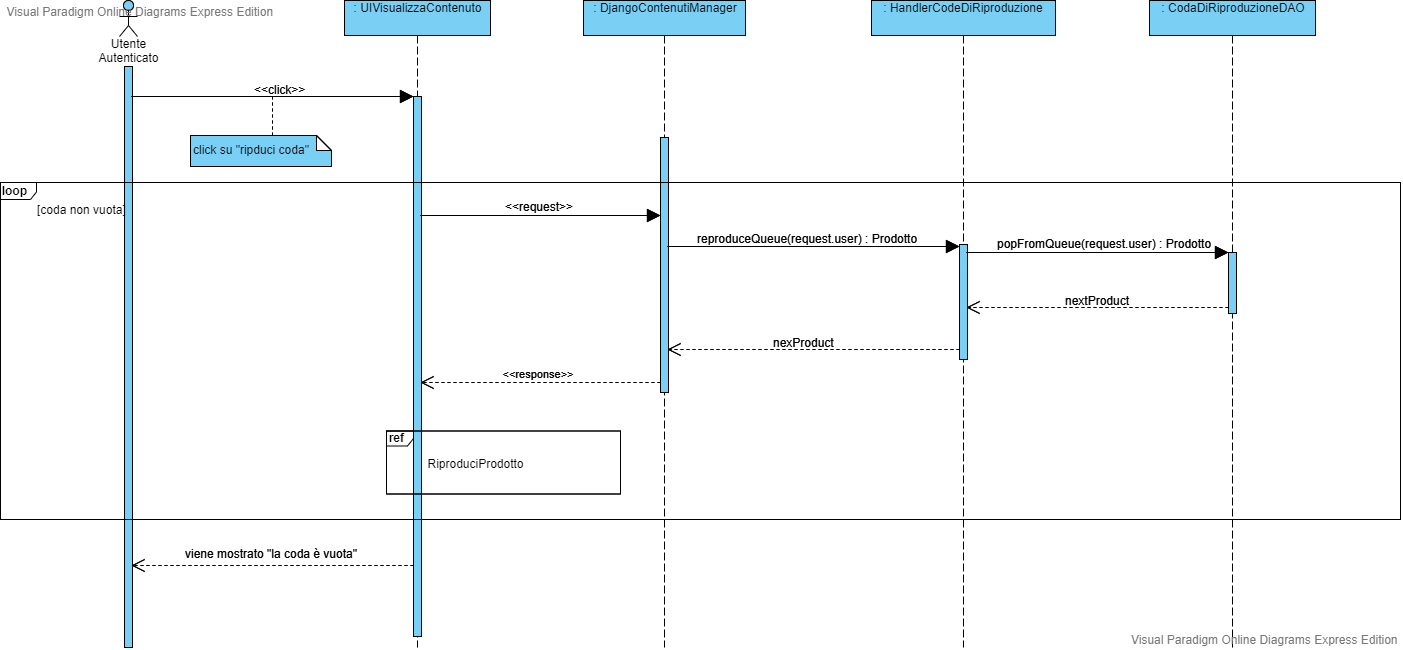 Visual Paradigm Online Diagrams Express Edition
: UIVisualizzaContenuto
: DjangoContenutiManager
: HandlerCodeDiRiproduzione
: CodaDiRiproduzioneDAO
Utente
Autenticato
<<click>>
click su "ripduci coda"
loop
[coda non vuota]
<<request>>
reproduceQueue(request.user) : Prodotto
popFromQueue(request.user) : Prodotto
nextProduct
nexProduct
<<response>>
ref
RiproduciProdotto
viene mostrato "la coda è vuota"
Visual Paradigm Online Diagrams Express Edition